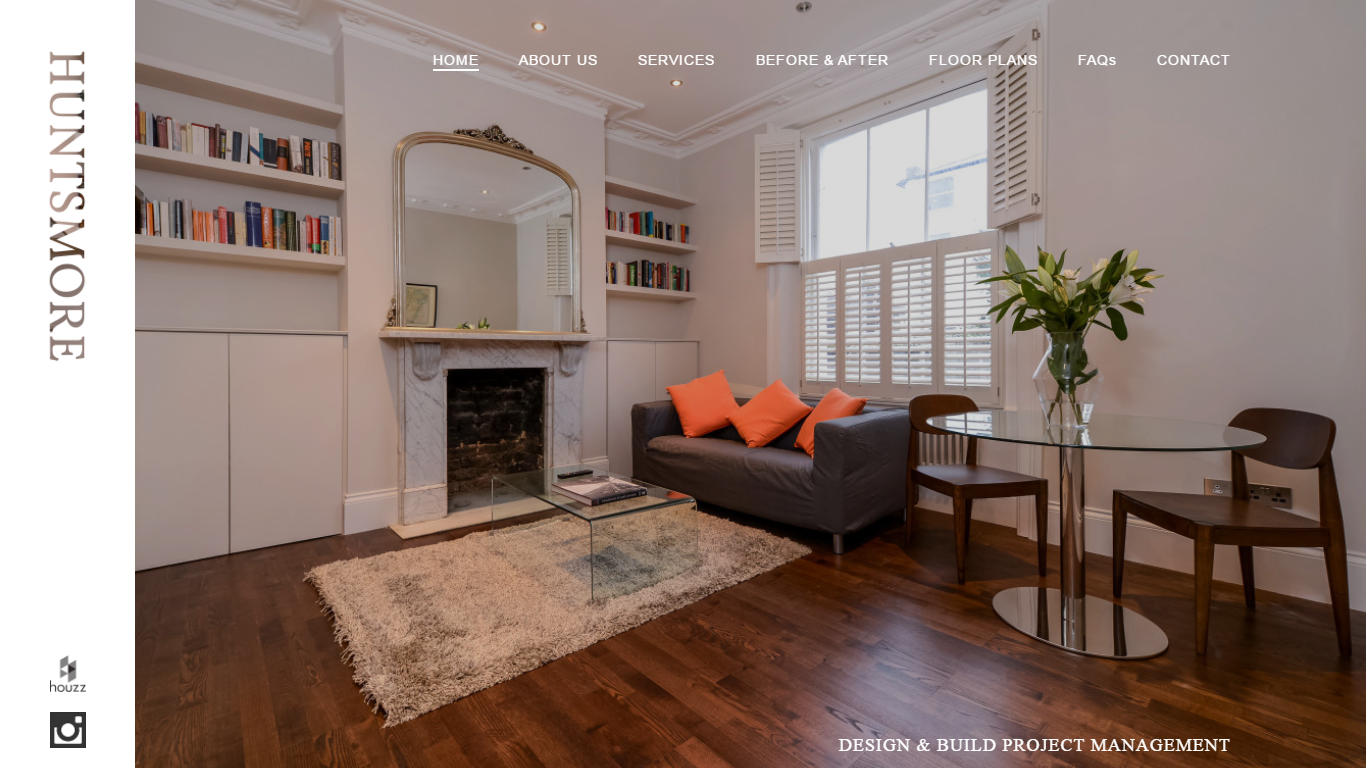 HUNTSMORE
HOME ABOUT US SERVICES BEFORE & AFTER FLOOR PLANS FAQs CONTACT
houzz
DESIGN & BUILD PROJECT MANAGEMENT